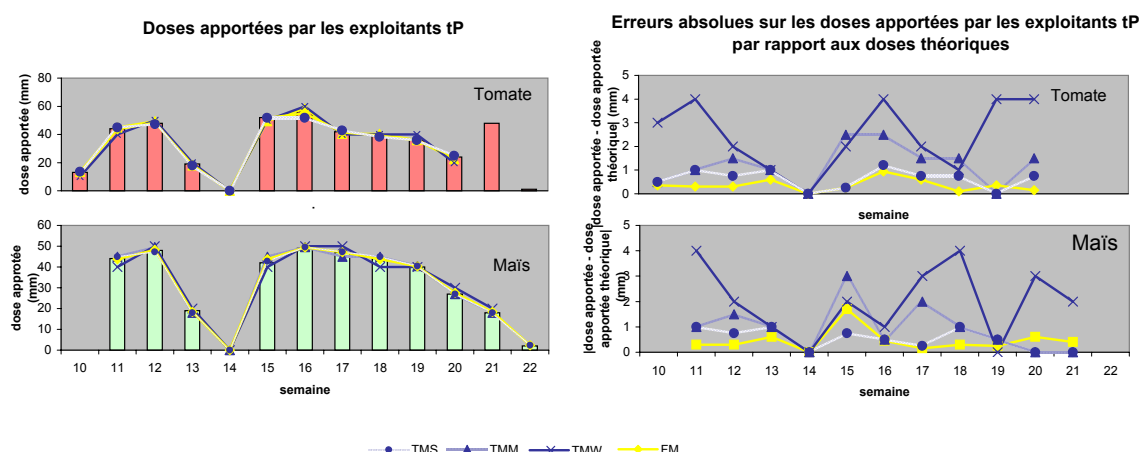 Doses apportées par les exploitants tP
dose apportée (mm)
80
60
40
20
0
Tomate
dose approtée
(mm)
60
50
40
30
20
10
0
Maïs
10 11 12 13 14 15 16 17 18 19 20 21 22
semaine
Erreurs absolues sur les doses apportées par les exploitants tP
par rapport aux doses théoriques
|dose apportée - dose apportée
théorique| (mm)
5
4
3
2
1
0
Tomate
semaine
|dose apportée - dose
apportée théorique|
(mm)
5
4
3
2
1
0
Maïs
10 11 12 13 14 15 16 17 18 19 20 21 22
semaine
TMS TMM TMW EM